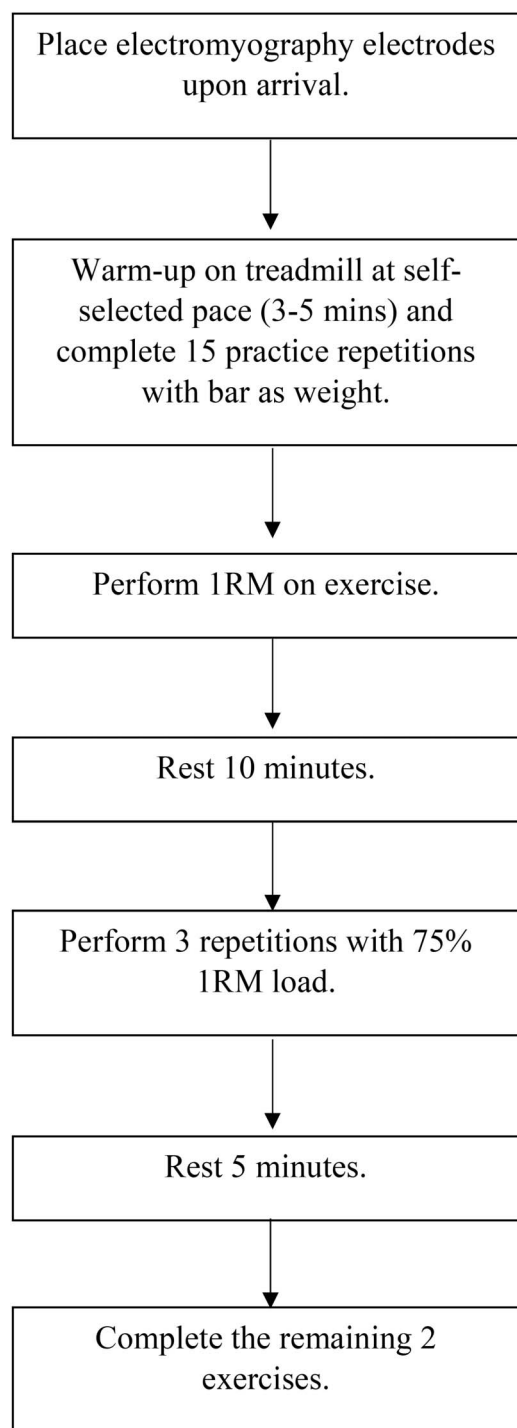 Place electromyography electrodes
upon arrival.
Warm-up on treadmill at self-
selected pace (3-5 mins) and
complete 15 practice repetitions
with bar as weight.
Perform 1RM on exercise.
Rest 10 minutes.
Perform 3 repetitions with 75%
1RM load.
Rest 5 minutes.
Complete the remaining 2
exercises.